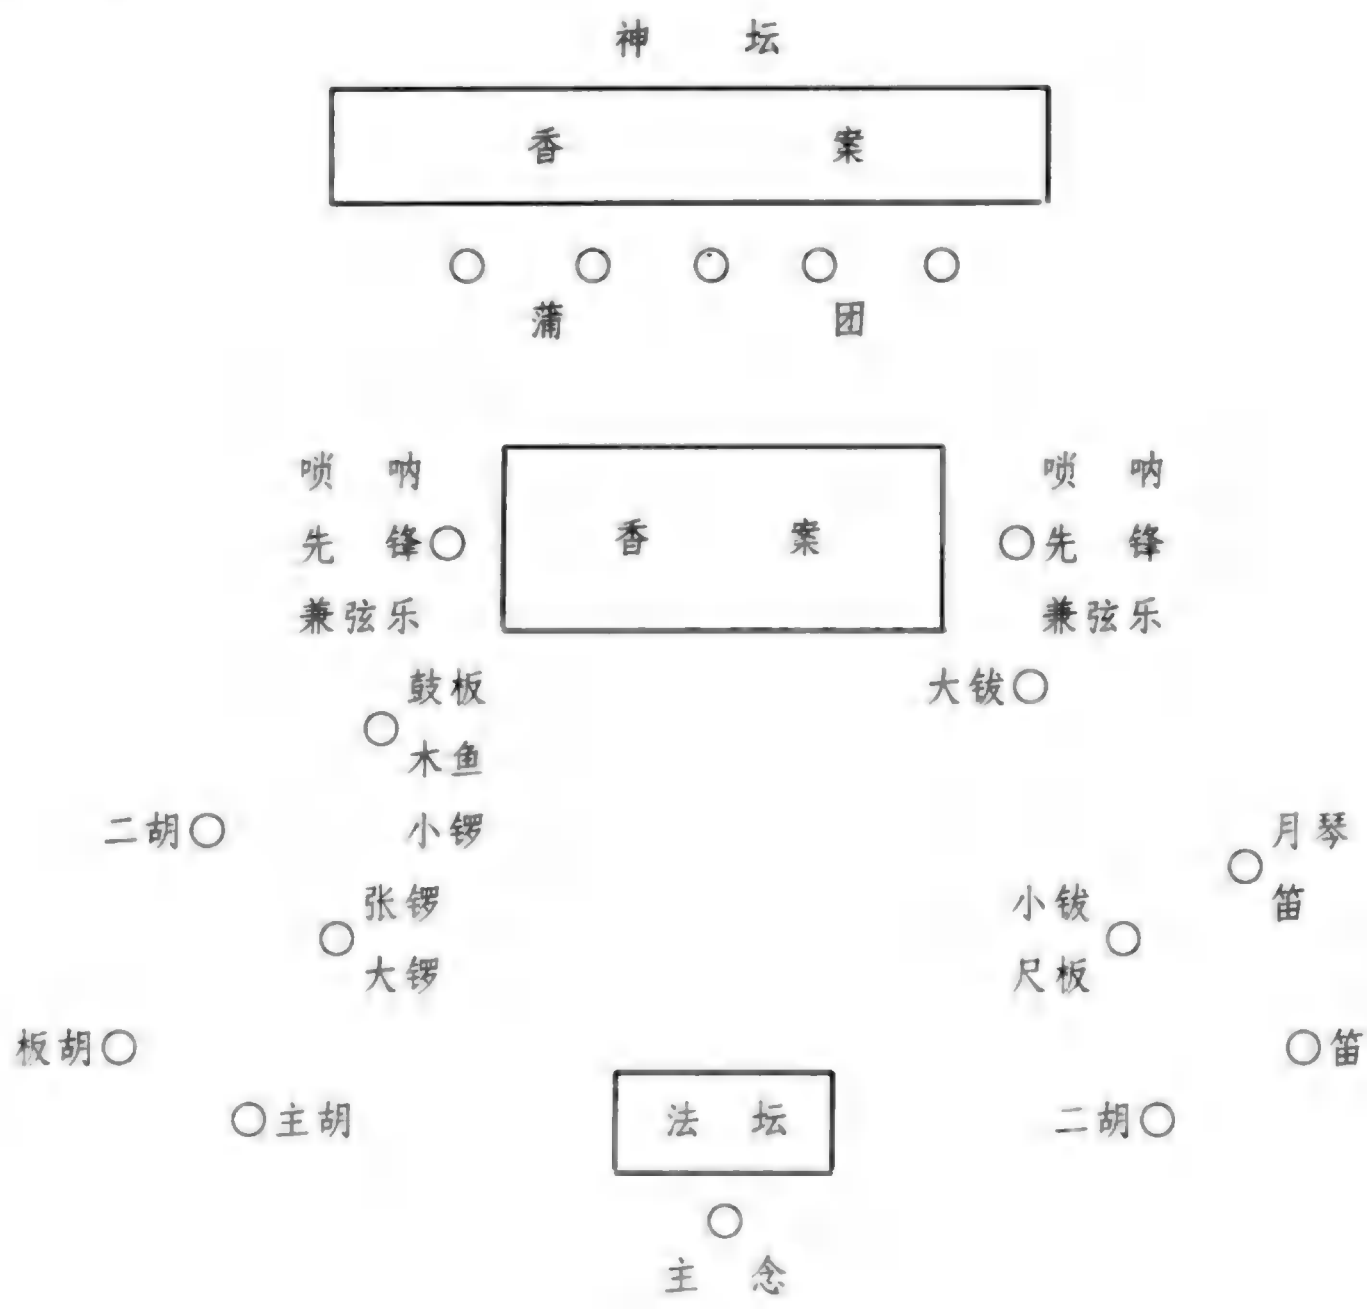 神坛
香案
蒲团
唢呐
先锋
兼弦乐
香案
唢呐
先锋
兼弦乐
鼓板
木鱼
小锣
大钹
二胡
张锣
大锣
月琴
笛
小钹
尺板
板胡
笛
主胡
法坛
二胡
主念